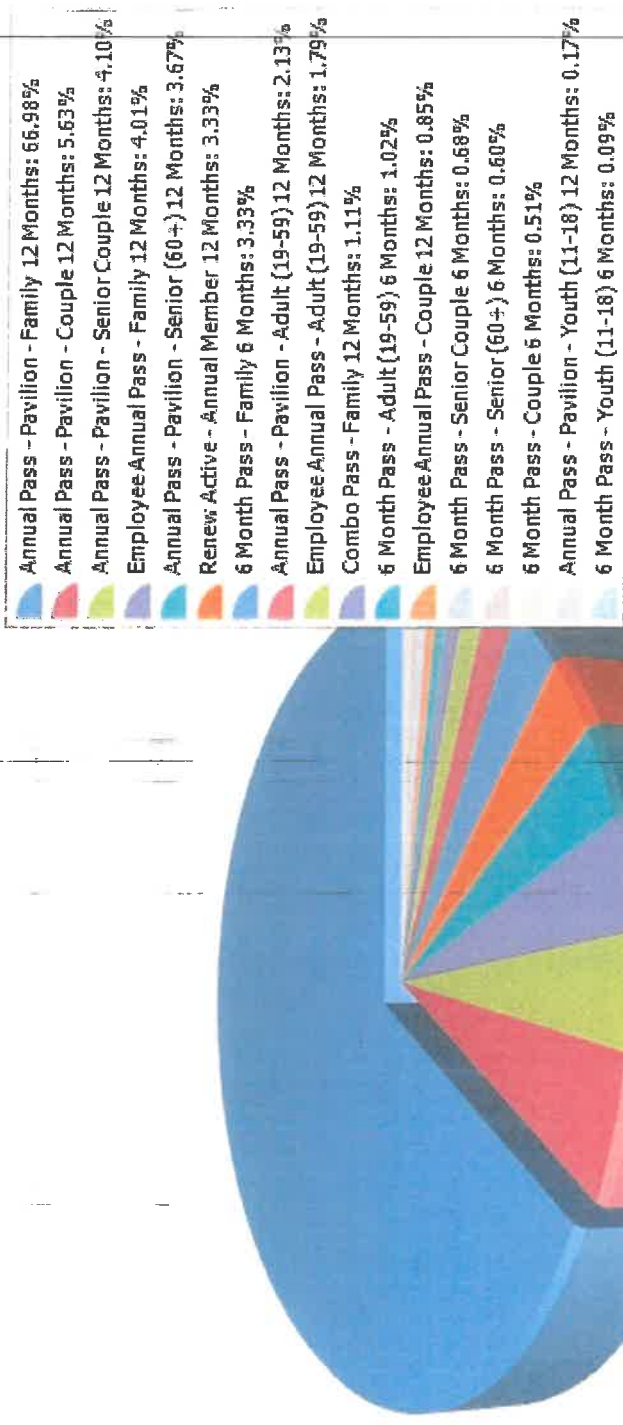 Annual Pass - Pavilion - Family 12 Months: 66.98%
Annual Pass - Pavilion - Couple 12 Months: 5.63%
Annual Pass - Pavilion - Senior Couple 12 Months: 4.10%
Employee Annual Pass - Family 12 Months: 4.01%
Annual Pass - Pavilion - Senior (60+) 12 Months: 3.67%
Renew: Active - Annual Member 12 Months: 3.33%
6 Month Pass - Family 6 Months: 3.33%
Annual Pass - Pavilion - Adult (19-59) 12 Months: 2.13%
Employee Annual Pass - Adult (19-59) 12 Months: 1.79%
Combo Pass - Family 12 Months: 1.11%
6 Month Pass - Adult (19-59) 6 Months: 1.02%
Employee Annual Pass - Couple 12 Months: 0.85%
6 Month Pass - Senior Couple 6 Months: 0.68%
6 Month Pass - Senior (60+) 6 Months: 0.60%
6 Month Pass - Couple 6 Months: 0.51%
Annual Pass - Pavilion - Youth (11-18) 12 Months: 0.17%
6 Month Pass - Youth (11-18) 6 Months: 0.09%